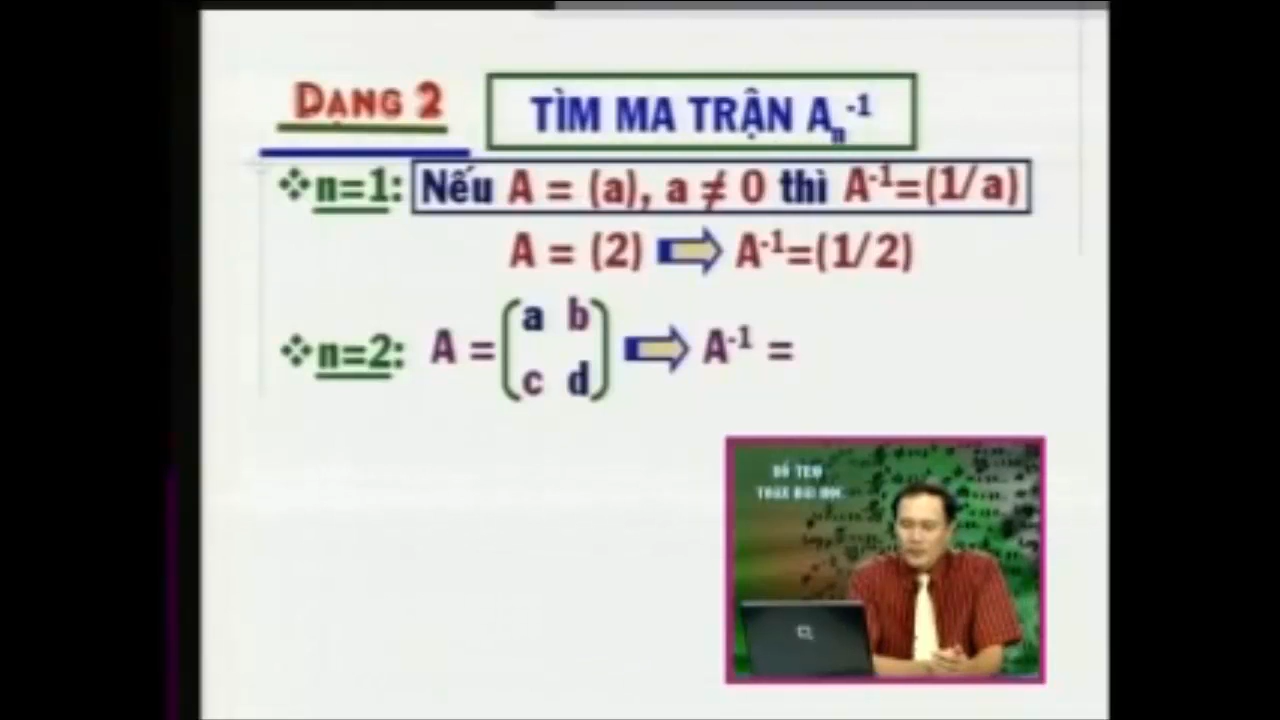 DẠNG 2
TÌM MA TRẬN Aₙ⁻¹
❖n=1: Nếu A = (a), a ≠ 0 thì A⁻¹=(1/a)
A = (2) ⇨ A⁻¹=(1/2)
❖n=2: A = (a b
c d) ⇨ A⁻¹ =